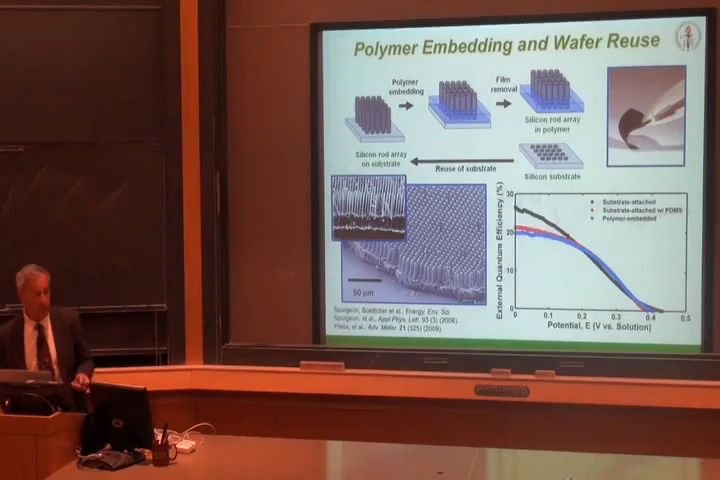 Polymer Embedding and Wafer Reuse
Polymer
embedding
Film
removal
Silicon rod array
in polymer
Silicon rod array
on substrate
Reuse of substrate
Silicon substrate
50 µm
External Quantum Efficiency (%)
30
20
10
0
Substrate-attached
Substrate-attached w/ PDMS
Polymer-embedded
0.0
0.1
0.2
0.3
0.4
0.5
Potential, E (V vs. Solution)
Spurgeon, Boettcher et al., Energy. Env. Sci.
Spurgeon, et al., Appl Phys. Lett. 93 (3) (2008).
Plass, et al., Adv. Mater. 21 (325) (2009).